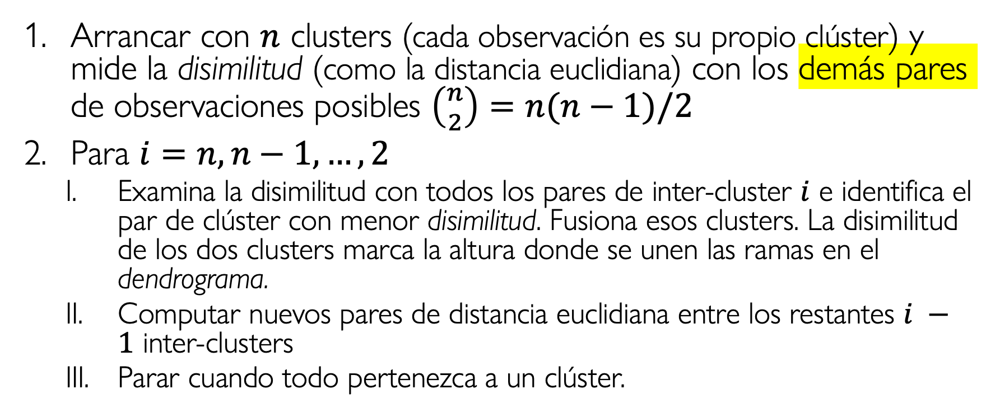 1. Arrancar con n clusters (cada observación es su propio clúster) y
mide la disimilitud (como la distancia euclidiana) con los demás pares
de observaciones posibles (n 2) = n(n − 1)/2
2. Para i = n, n − 1, … , 2
I. Examina la disimilitud con todos los pares de inter-cluster i e identifica el
par de clúster con menor disimilitud. Fusiona esos clusters. La disimilitud
de los dos clusters marca la altura donde se unen las ramas en el
dendrograma.
II. Computar nuevos pares de distancia euclidiana entre los restantes i −
1 inter-clusters
III. Parar cuando todo pertenezca a un clúster.